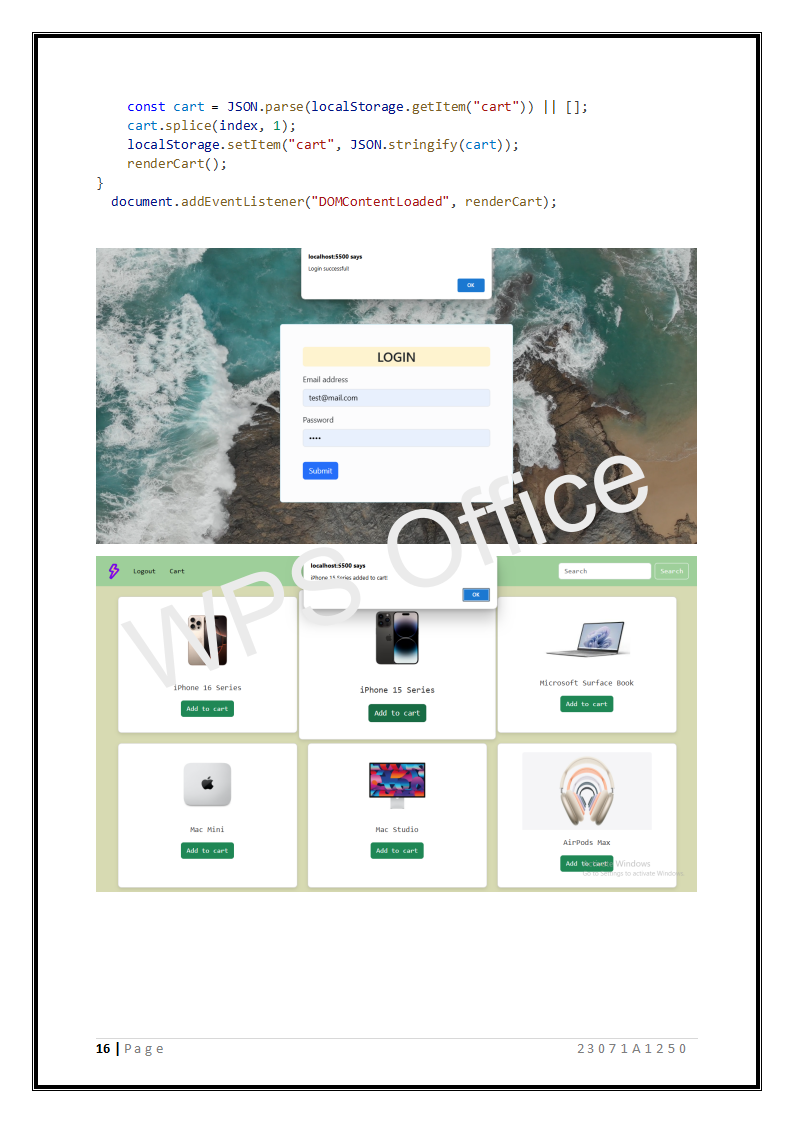 const cart = JSON.parse(localStorage.getItem("cart")) || [];
cart.splice(index, 1);
localStorage.setItem("cart", JSON.stringify(cart));
renderCart();
}
document.addEventListener("DOMContentLoaded", renderCart);
localhost:5500 says
Login successful!
OK
LOGIN
Email address
test@mail.com
Password
••••
Submit
WPS Office
Logout Cart
localhost:5500 says
iPhone 15 Series added to cart!
OK
Search Search
iPhone 16 Series
Add to cart
iPhone 15 Series
Add to cart
Microsoft Surface Book
Add to cart
Mac Mini
Add to cart
Mac Studio
Add to cart
AirPods Max
Add to cart
Activate Windows
Go to Settings to activate Windows.
16 | Page 23071A1250